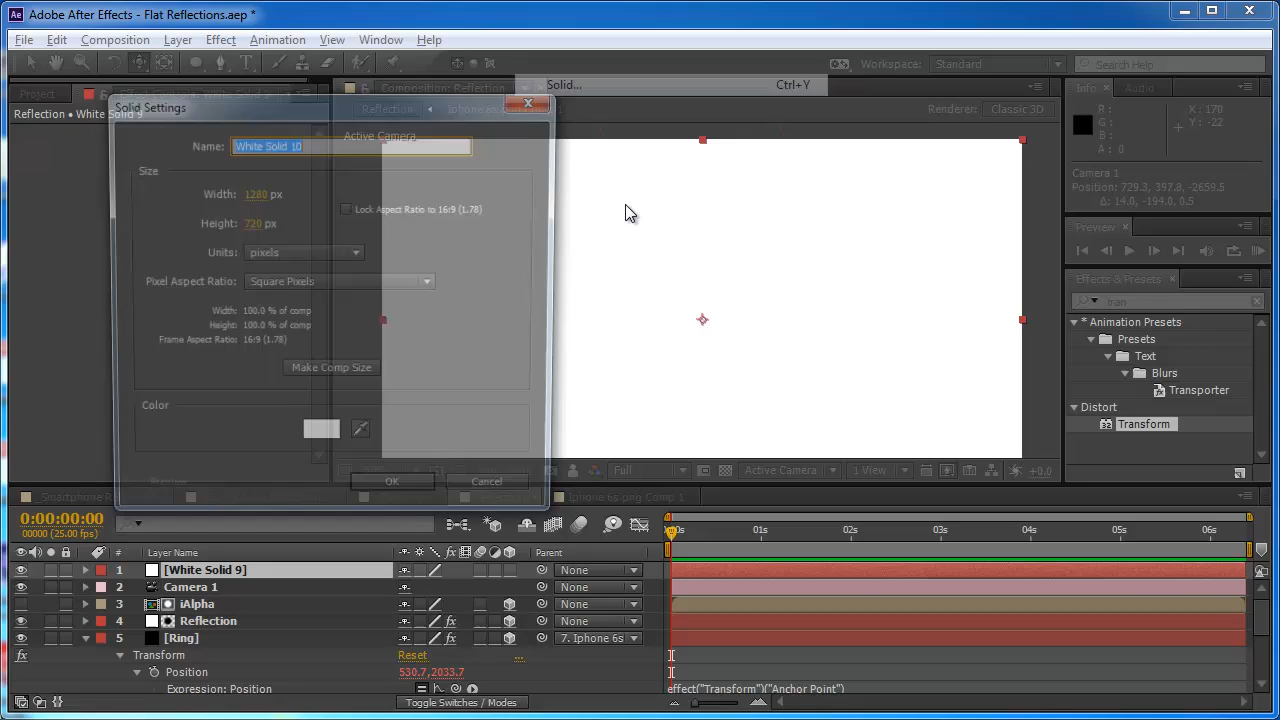 Adobe After Effects - Flat Reflections.aep *
File Edit Composition Layer Effect Animation View Window Help
Workspace: Standard
Search Help
Solid... Ctrl+Y
Project
Composition: Reflection
Info
Audio
Reflection • White Solid 9
Solid Settings
Reflection
Renderer: Classic 3D
Active Camera
Name: White Solid 10
R:
G:
B:
A: 0
X: 170
Y: -22
Size
Width: 1280 px
Lock Aspect Ratio to 16:9 (1.78)
Height: 720 px
Camera 1
Position: 729.3, 397.8, -2659.5
Δ: 14.0, -194.0, 0.5
Units: pixels
Preview
Pixel Aspect Ratio: Square Pixels
Effects & Presets
fran
Width: 100.0 % of comp
Height: 100.0 % of comp
Frame Aspect Ratio: 16:9 (1.78)
Make Comp Size
* Animation Presets
Presets
Text
Blurs
Transporter
Distort
Transform
Color
OK Cancel
Full
Active Camera
1 View
+0.0
Iphone 6s.png Comp 1
0:00:00:00
00000 (25.00 fps)
00s 01s 02s 03s 04s 05s 06s
# Layer Name Parent
1 [White Solid 9] None
2 Camera 1 None
3 iAlpha None
4 Reflection None
5 [Ring] 7. Iphone 6s
Transform Reset ...
Position 530.7,2033.7
Expression: Position effect("Transform")("Anchor Point")
Toggle Switches / Modes